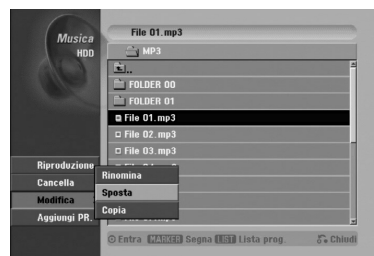 Musica
HDD
File 01.mp3
MP3
..
FOLDER 00
FOLDER 01
File 01.mp3
File 02.mp3
File 03.mp3
Riproduzione
Cancella
Modifica
Aggiungi PR.
Rinomina
Sposta
Copia
Entra MARKER Segna LIST Lista prog. Chiudi